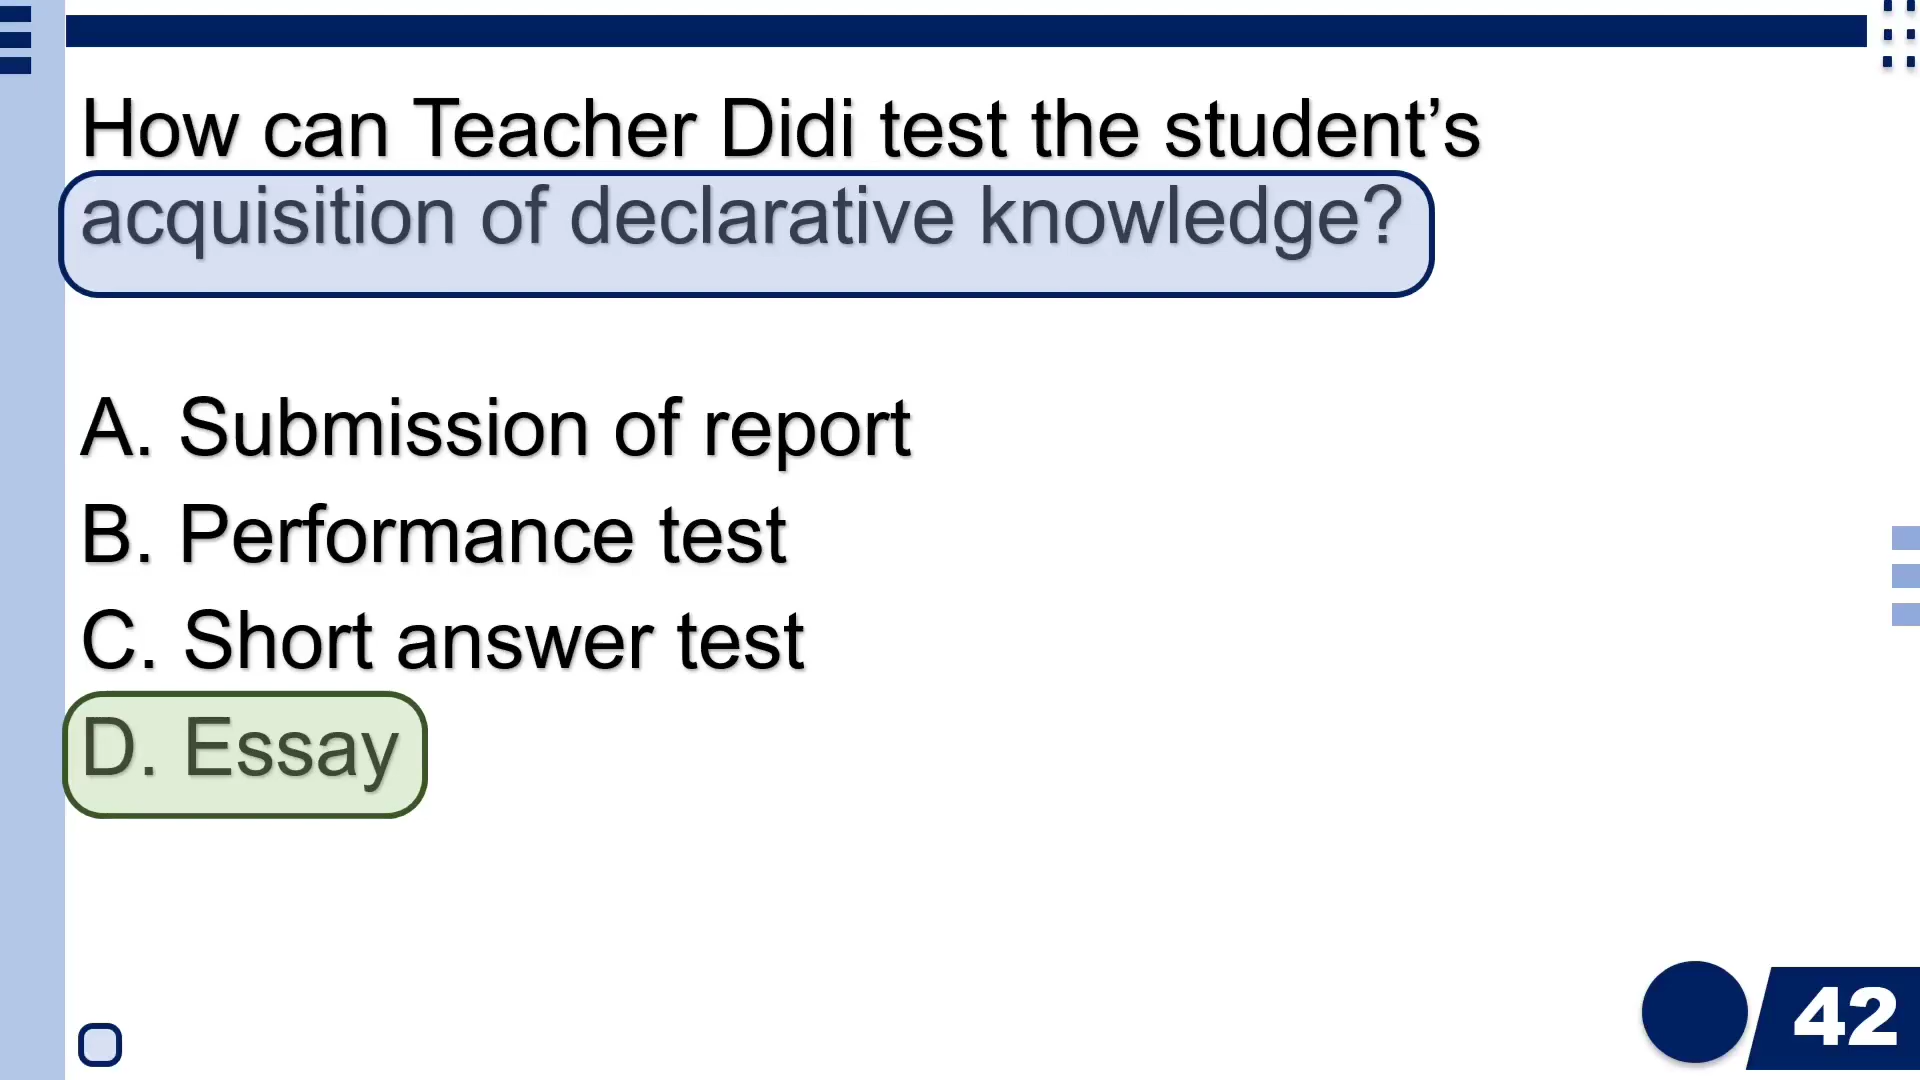 How can Teacher Didi test the student’s
acquisition of declarative knowledge?
A. Submission of report
B. Performance test
C. Short answer test
D. Essay
42